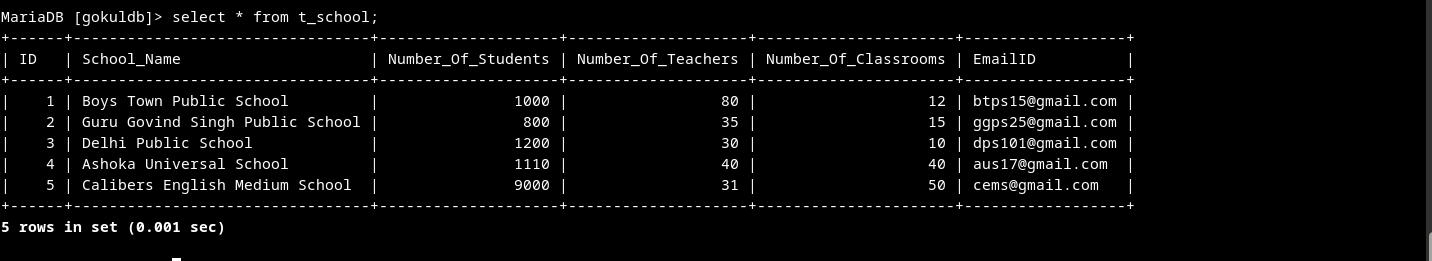 MariaDB [gokuldb]> select * from t_school;
+------+---------------------------------+--------------------+--------------------+----------------------+------------------+
| ID   | School_Name                     | Number_Of_Students | Number_Of_Teachers | Number_Of_Classrooms | EmailID          |
+------+---------------------------------+--------------------+--------------------+----------------------+------------------+
|    1 | Boys Town Public School         |               1000 |                 80 |                   12 | btps15@gmail.com |
|    2 | Guru Govind Singh Public School |                800 |                 35 |                   15 | ggps25@gmail.com |
|    3 | Delhi Public School             |               1200 |                 30 |                   10 | dps101@gmail.com |
|    4 | Ashoka Universal School         |               1110 |                 40 |                   40 | aus17@gmail.com  |
|    5 | Calibers English Medium School  |               9000 |                 31 |                   50 | cems@gmail.com   |
+------+---------------------------------+--------------------+--------------------+----------------------+------------------+
5 rows in set (0.001 sec)